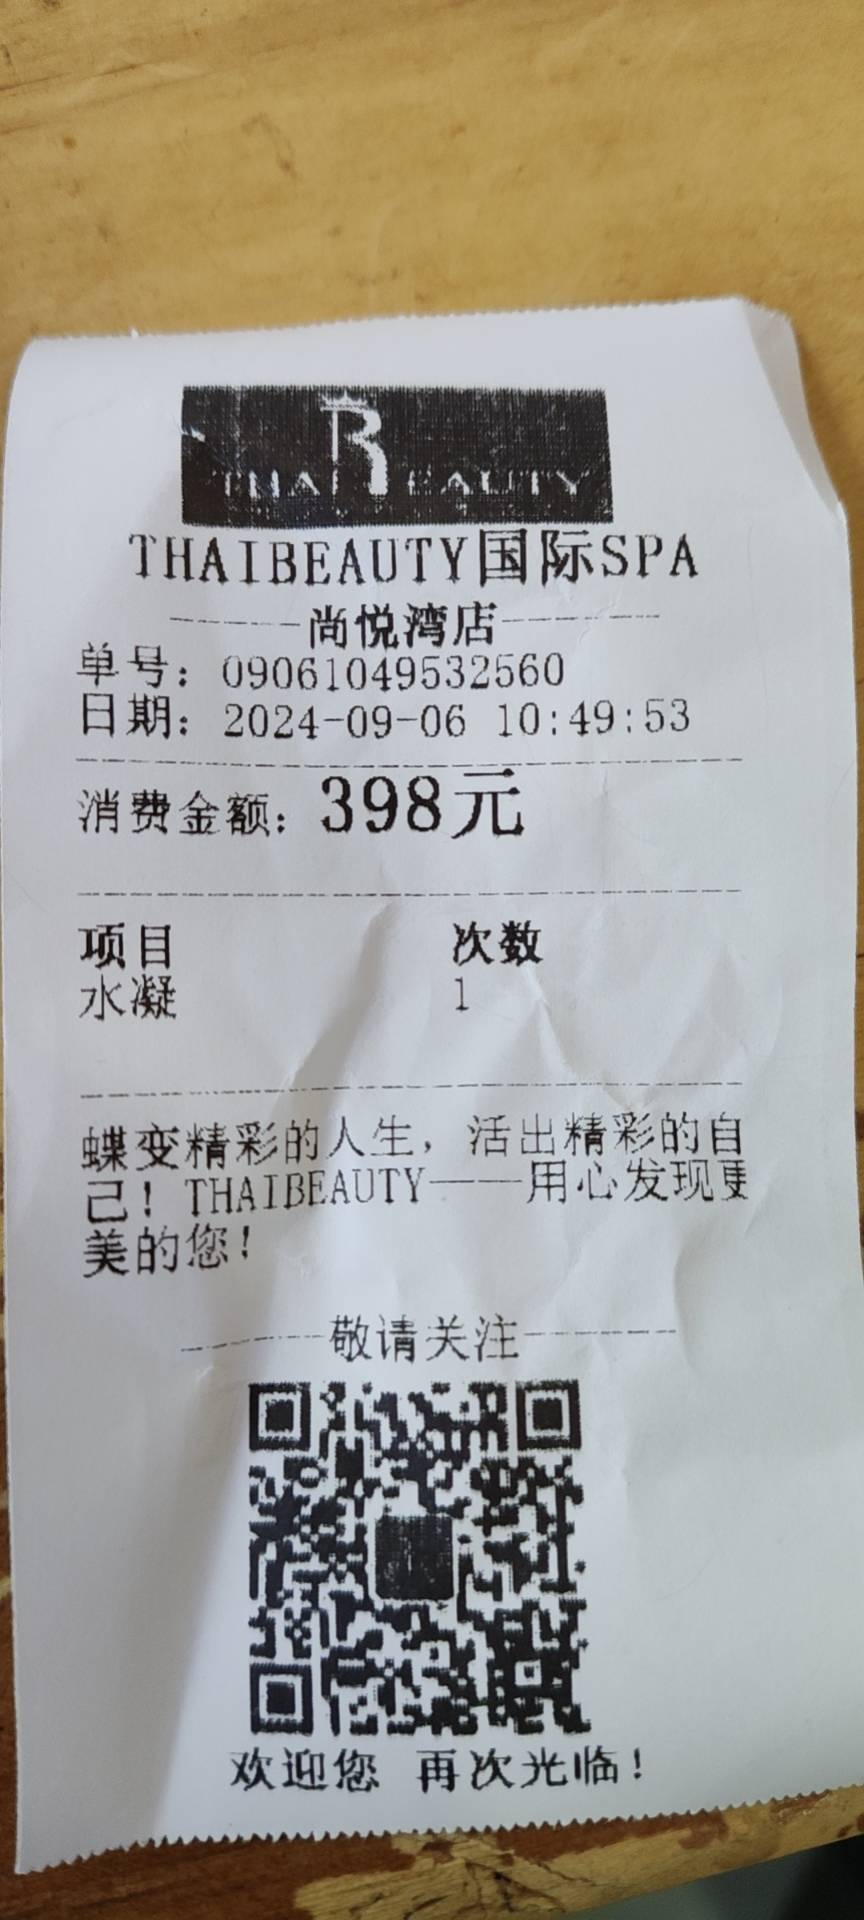 THAI BEAUTY
THAIBEAUTY国际SPA
尚悦湾店
单号：09061049532560
日期：2024-09-06 10:49:53
消费金额：398元
项目 次数
水凝 1
蝶变精彩的人生，活出精彩的自
己！THAIBEAUTY——用心发现更
美的您！
敬请关注
欢迎您 再次光临！